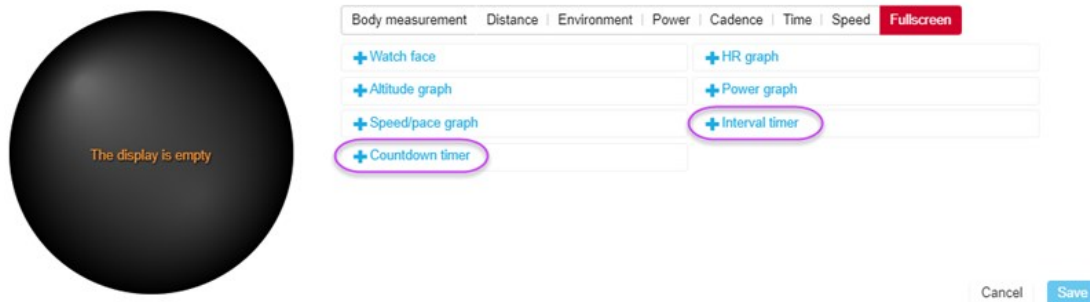 Body measurement Distance Environment Power Cadence Time Speed Fullscreen
Watch face HR graph
Altitude graph Power graph
The display is empty Speed/pace graph Interval timer
Countdown timer
Cancel Save